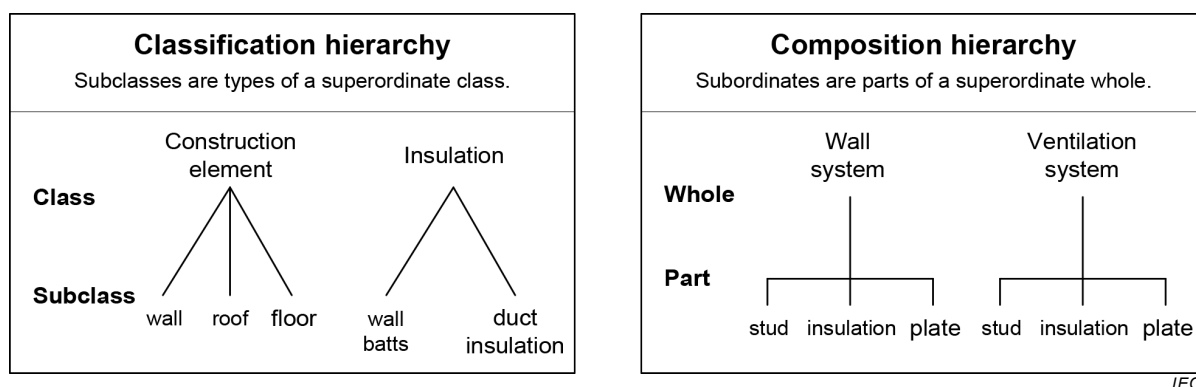 Classification hierarchy
Subclasses are types of a superordinate class.
Construction
element
Insulation
Class
Subclass
wall
roof
floor
wall
batts
duct
insulation
Composition hierarchy
Subordinates are parts of a superordinate whole.
Wall
system
Ventilation
system
Whole
Part
stud
insulation
plate
stud
insulation
plate